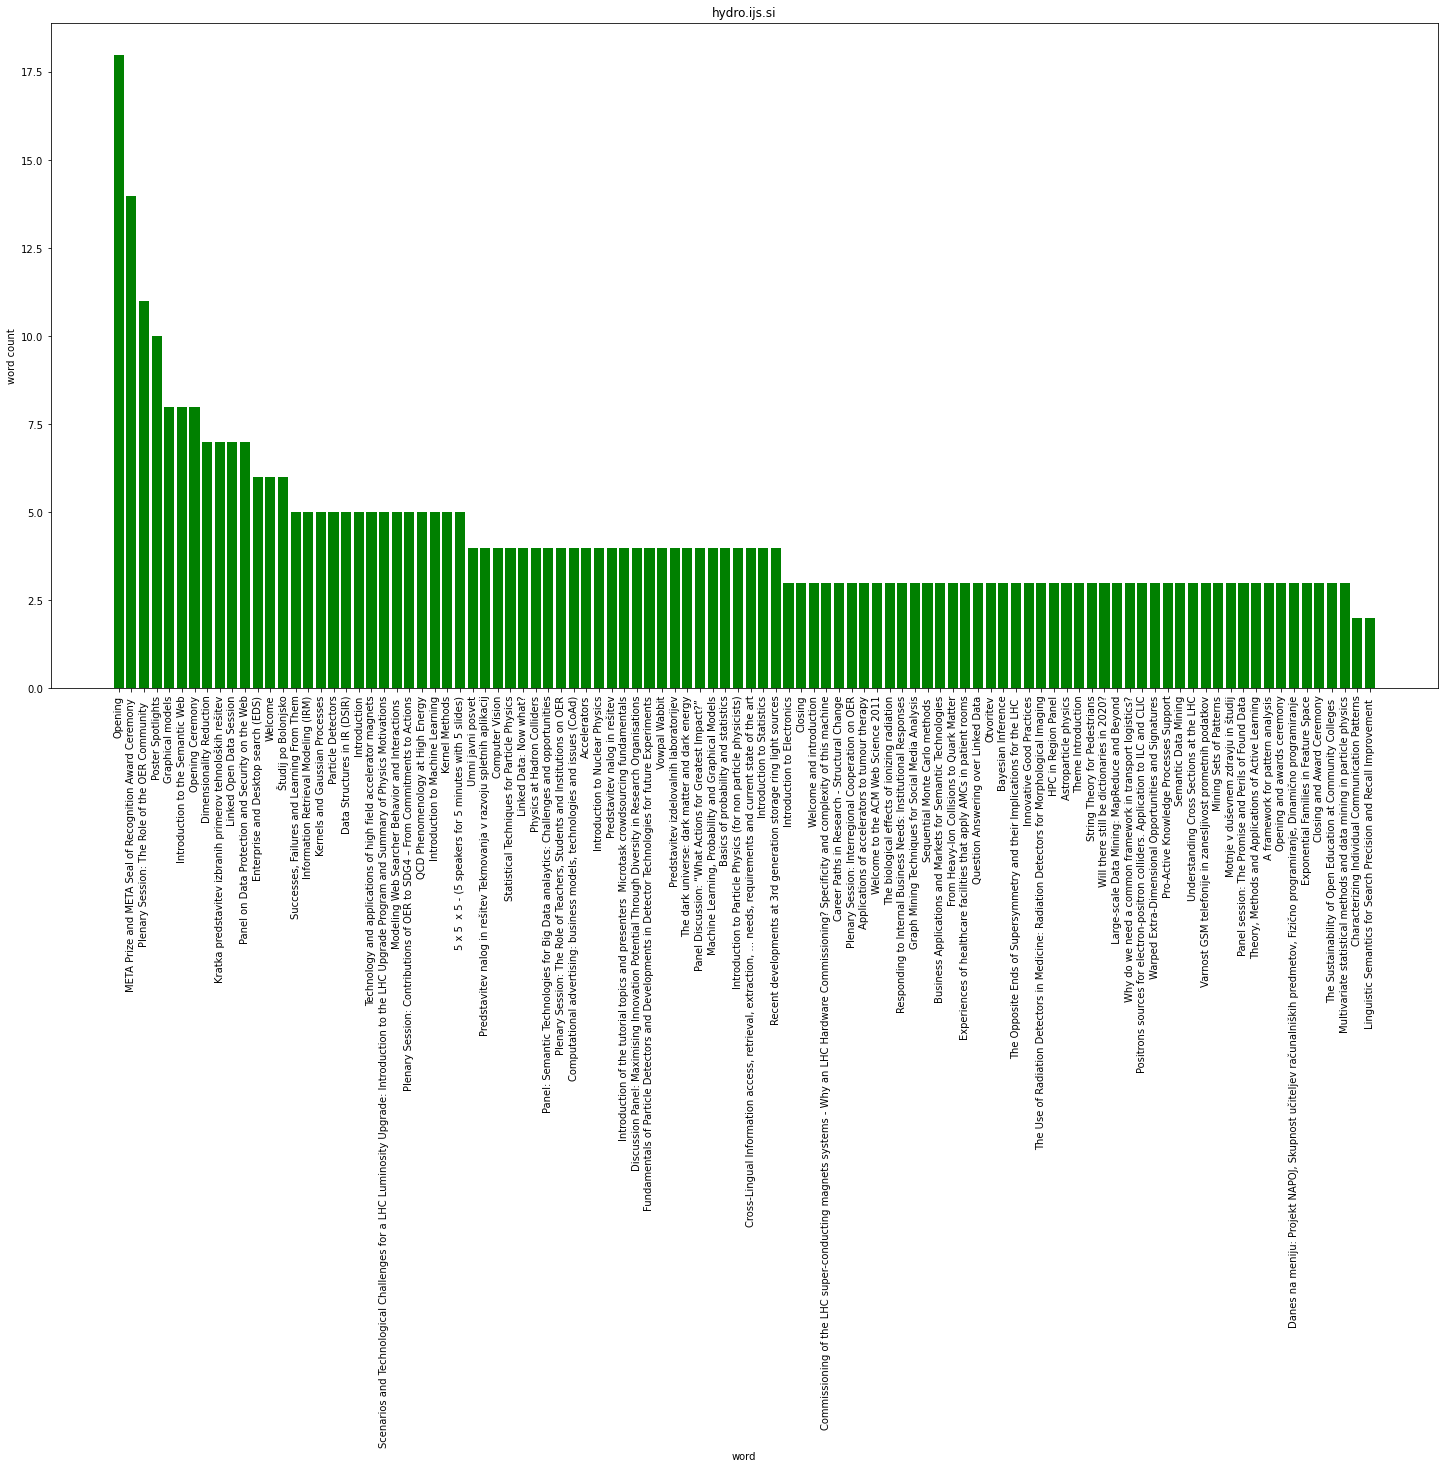 hydro.ijs.si
17.5
15.0
12.5
10.0
7.5
5.0
2.5
0.0
word count
Opening
META Prize and META Seal of Recognition Award Ceremony
Plenary Session: The Role of the OER Community
Poster Spotlights
Graphical models
Introduction to the Semantic Web
Opening Ceremony
Dimensionality Reduction
Kratka predstavitev izbranih primerov tehnoloških rešitev
Linked Open Data Session
Panel on Data Protection and Security on the Web
Enterprise and Desktop search (EDS)
Welcome
Študij po Bolonjsko
Successes, Failures and Learning From Them
Information Retrieval Modeling (IRM)
Kernels and Gaussian Processes
Particle Detectors
Data Structures in IR (DSIR)
Introduction
Technology and applications of high field accelerator magnets
Scenarios and Technological Challenges for a LHC Luminosity Upgrade: Introduction to the LHC Upgrade Program and Summary of Physics Motivations
Modeling Web Searcher Behavior and Interactions
Plenary Session: Contributions of OER to SDG4 – From Commitments to Actions
QCD Phenomenology at High Energy
Introduction to Machine Learning
Kernel Methods
5 x 5 x 5 - (5 speakers for 5 minutes with 5 slides)
Umni javni posvet
Predstavitev nalog in rešitev Tekmovanja v razvoju spletnih aplikacij
Computer Vision
Statistical Techniques for Particle Physics
Linked Data: Now what?
Physics at Hadron Colliders
Panel: Semantic Technologies for Big Data analaytics: Challenges and opportunities
Plenary Session: The Role of Teachers, Students and Institutions on OER
Computational advertising: business models, technologies and issues (CoAd)
Accelerators
Introduction to Nuclear Physics
Predstavitev nalog in rešitev
Introduction of the tutorial topics and presenters Microtask crowdsourcing fundamentals
Discussion Panel: Maximising Innovation Potential Through Diversity in Research Organisations
Fundamentals of Particle Detectors and Developments in Detector Technologies for future Experiments
Vowpal Wabbit
Predstavitev izdelovalnih laboratorijev
The dark universe: dark matter and dark energy
Panel Discussion: "What Actions for Greatest Impact?"
Machine Learning, Probability and Graphical Models
Basics of probability and statistics
Introduction to Particle Physics (for non particle physicists)
Cross-Lingual Information access, retrieval, extraction, ... needs, requirements and current state of the art
Introduction to Statistics
Recent developments at 3rd generation storage ring light sources
Introduction to Electronics
Closing
Welcome and introduction
Commissioning of the LHC super-conducting magnets systems - Why an LHC Hardware Commissioning? Specificity and complexity of this machine
Career Paths in Research - Structural Change
Plenary Session: Interregional Cooperation on OER
Applications of accelerators to tumour therapy
Welcome to the ACM Web Science 2011
The biological effects of ionizing radiation
Responding to Internal Business Needs: Institutional Responses
Graph Mining Techniques for Social Media Analysis
Sequential Monte Carlo methods
Business Applications and Markets for Semantic Technologies
From Heavy-Ion Collisions to Quark Matter
Experiences of healthcare facilities that apply AMCs in patient rooms
Question Answering over Linked Data
Otvoritev
Bayesian Inference
The Opposite Ends of Supersymmetry and their Implications for the LHC
Innovative Good Practices
The Use of Radiation Detectors in Medicine: Radiation Detectors for Morphological Imaging
HPC in Region Panel
Astroparticle physics
Theme Introduction
String Theory for Pedestrians
Will there still be dictionaries in 2020?
Large-scale Data Mining: MapReduce and Beyond
Why do we need a common framework in transport logistics?
Positrons sources for electron-positron colliders. Application to ILC and CLIC
Warped Extra-Dimensional Opportunities and Signatures
Pro-Active Knowledge Processes Support
Semantic Data Mining
Understanding Cross Sections at the LHC
Varnost GSM telefonije in zanesljivost prometnih podatkov
Mining Sets of Patterns
Motnje v duševnem zdravju in študij
Panel session: The Promise and Perils of Found Data
Theory, Methods and Applications of Active Learning
A framework for pattern analysis
Opening and awards ceremony
Danes na meniju: Projekt NAPOJ, Skupnost učiteljev računalniških predmetov, Fizično programiranje, Dinamično programiranje
Exponential Families in Feature Space
Closing and Award Ceremony
The Sustainability of Open Education at Community Colleges
Multivariate statistical methods and data mining in particle physics
Characterizing Individual Communication Patterns
Linguistic Semantics for Search Precision and Recall Improvement
word